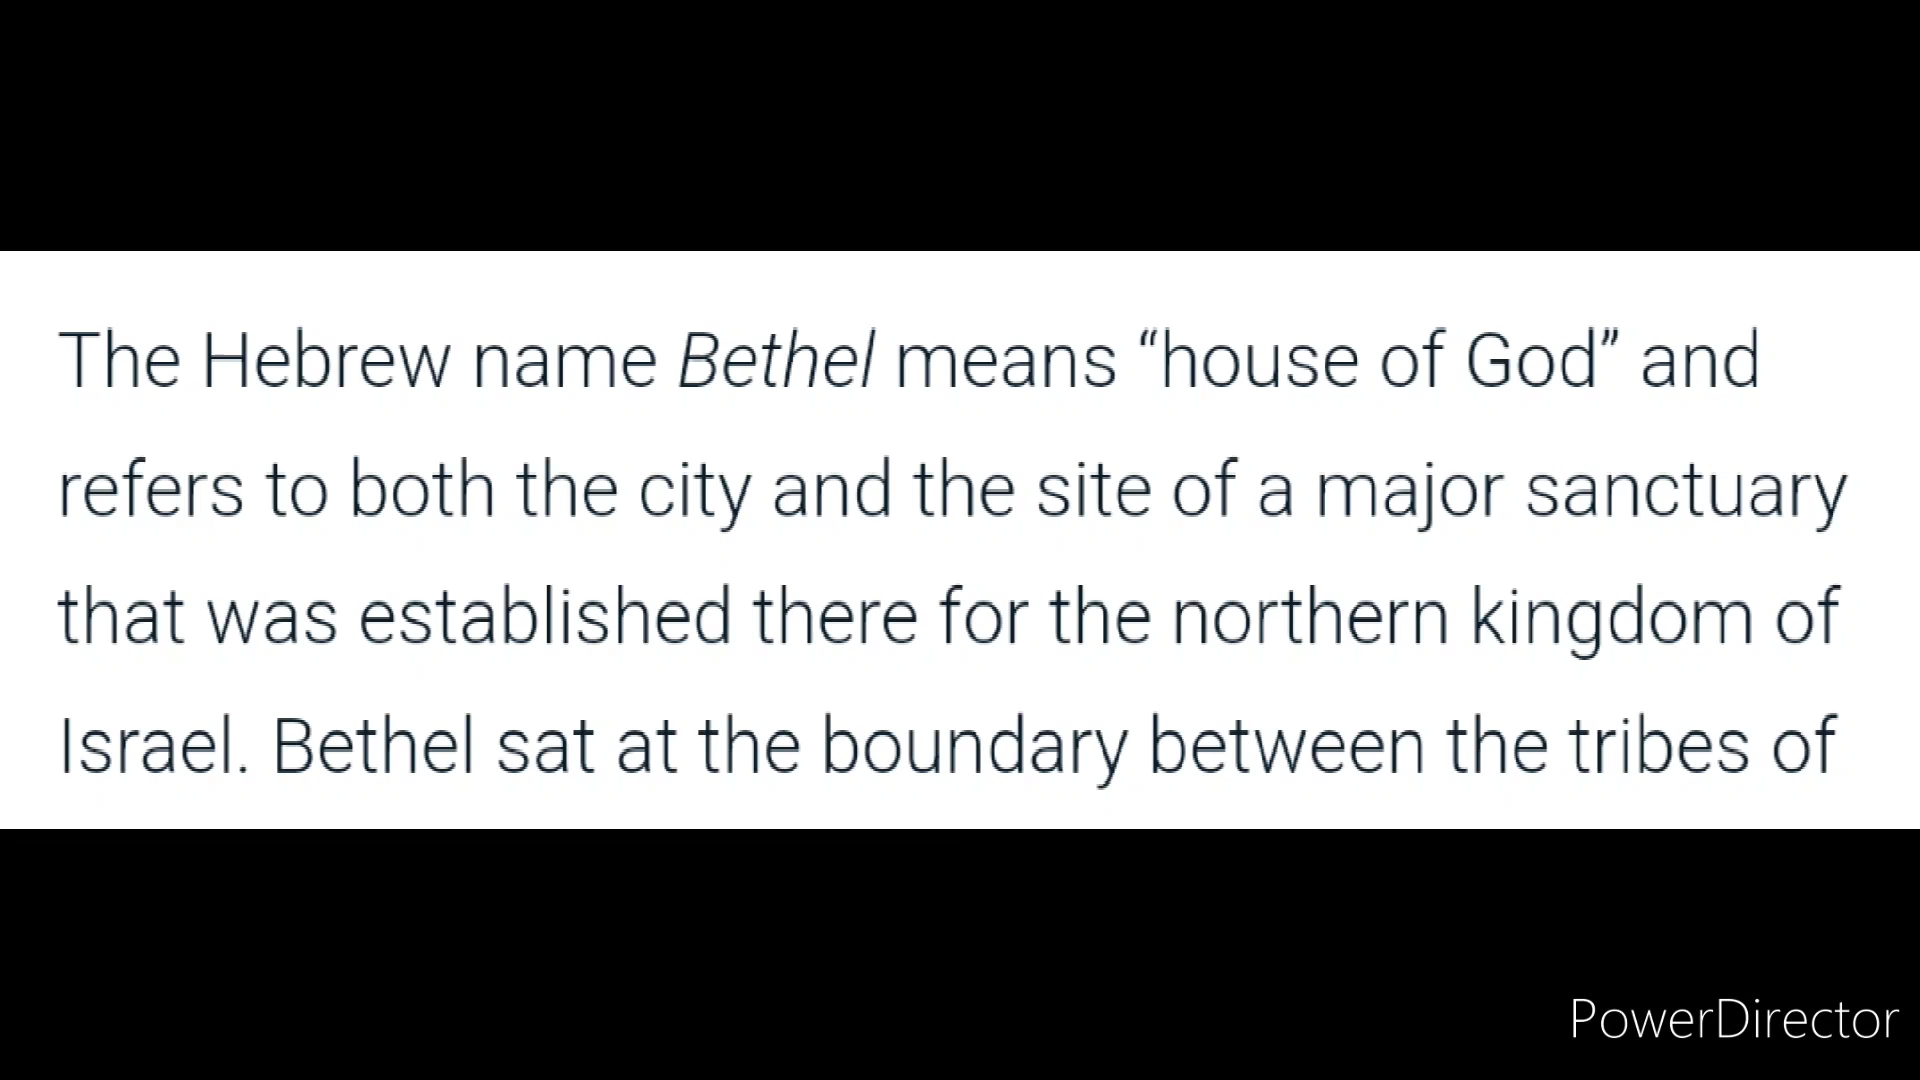 The Hebrew name Bethel means “house of God” and
refers to both the city and the site of a major sanctuary
that was established there for the northern kingdom of
Israel. Bethel sat at the boundary between the tribes of
PowerDirector